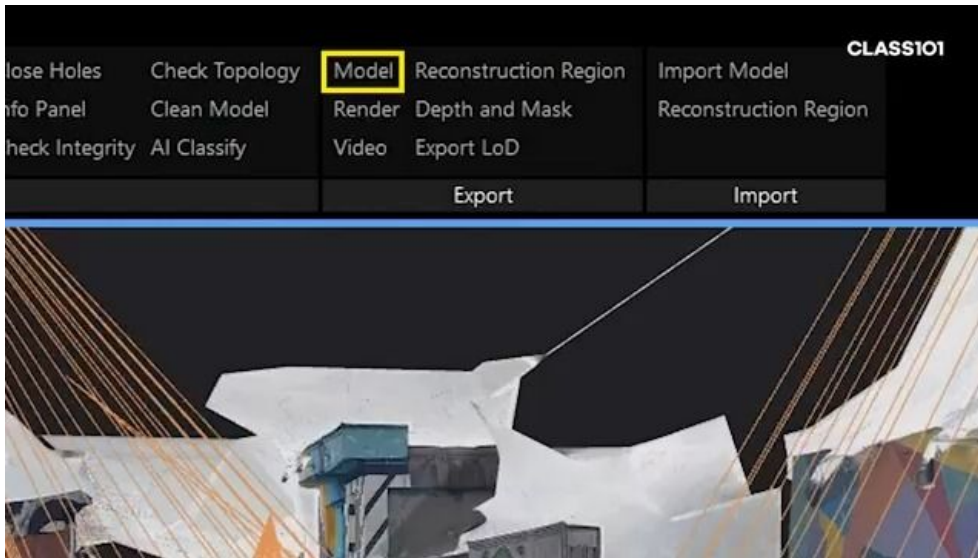 CLASS101
lose Holes Check Topology Model Reconstruction Region Import Model
nfo Panel Clean Model Render Depth and Mask Reconstruction Region
heck Integrity AI Classify Video Export LoD
Export Import